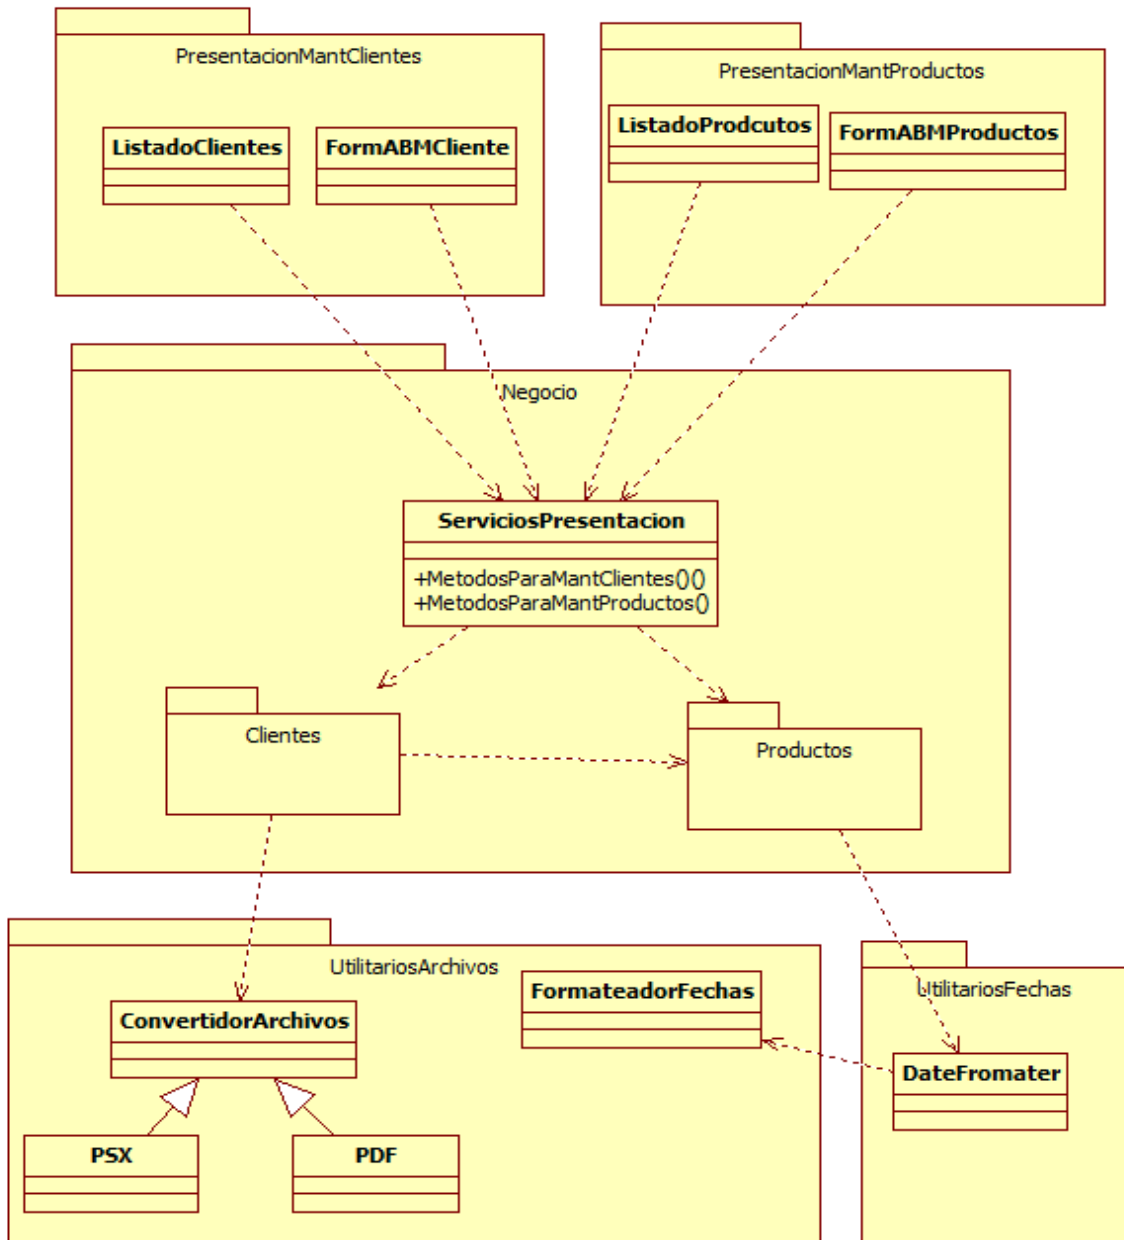 PresentacionMantClientes
ListadoClientes
FormABMCliente
PresentacionMantProductos
ListadoProdcutos
FormABMProductos
Negocio
ServiciosPresentacion
+MetodosParaMantClientes()()
+MetodosParaMantProductos()
Clientes
Productos
UtilitariosArchivos
ConvertidorArchivos
FormateadorFechas
PSX
PDF
UtilitariosFechas
DateFromater